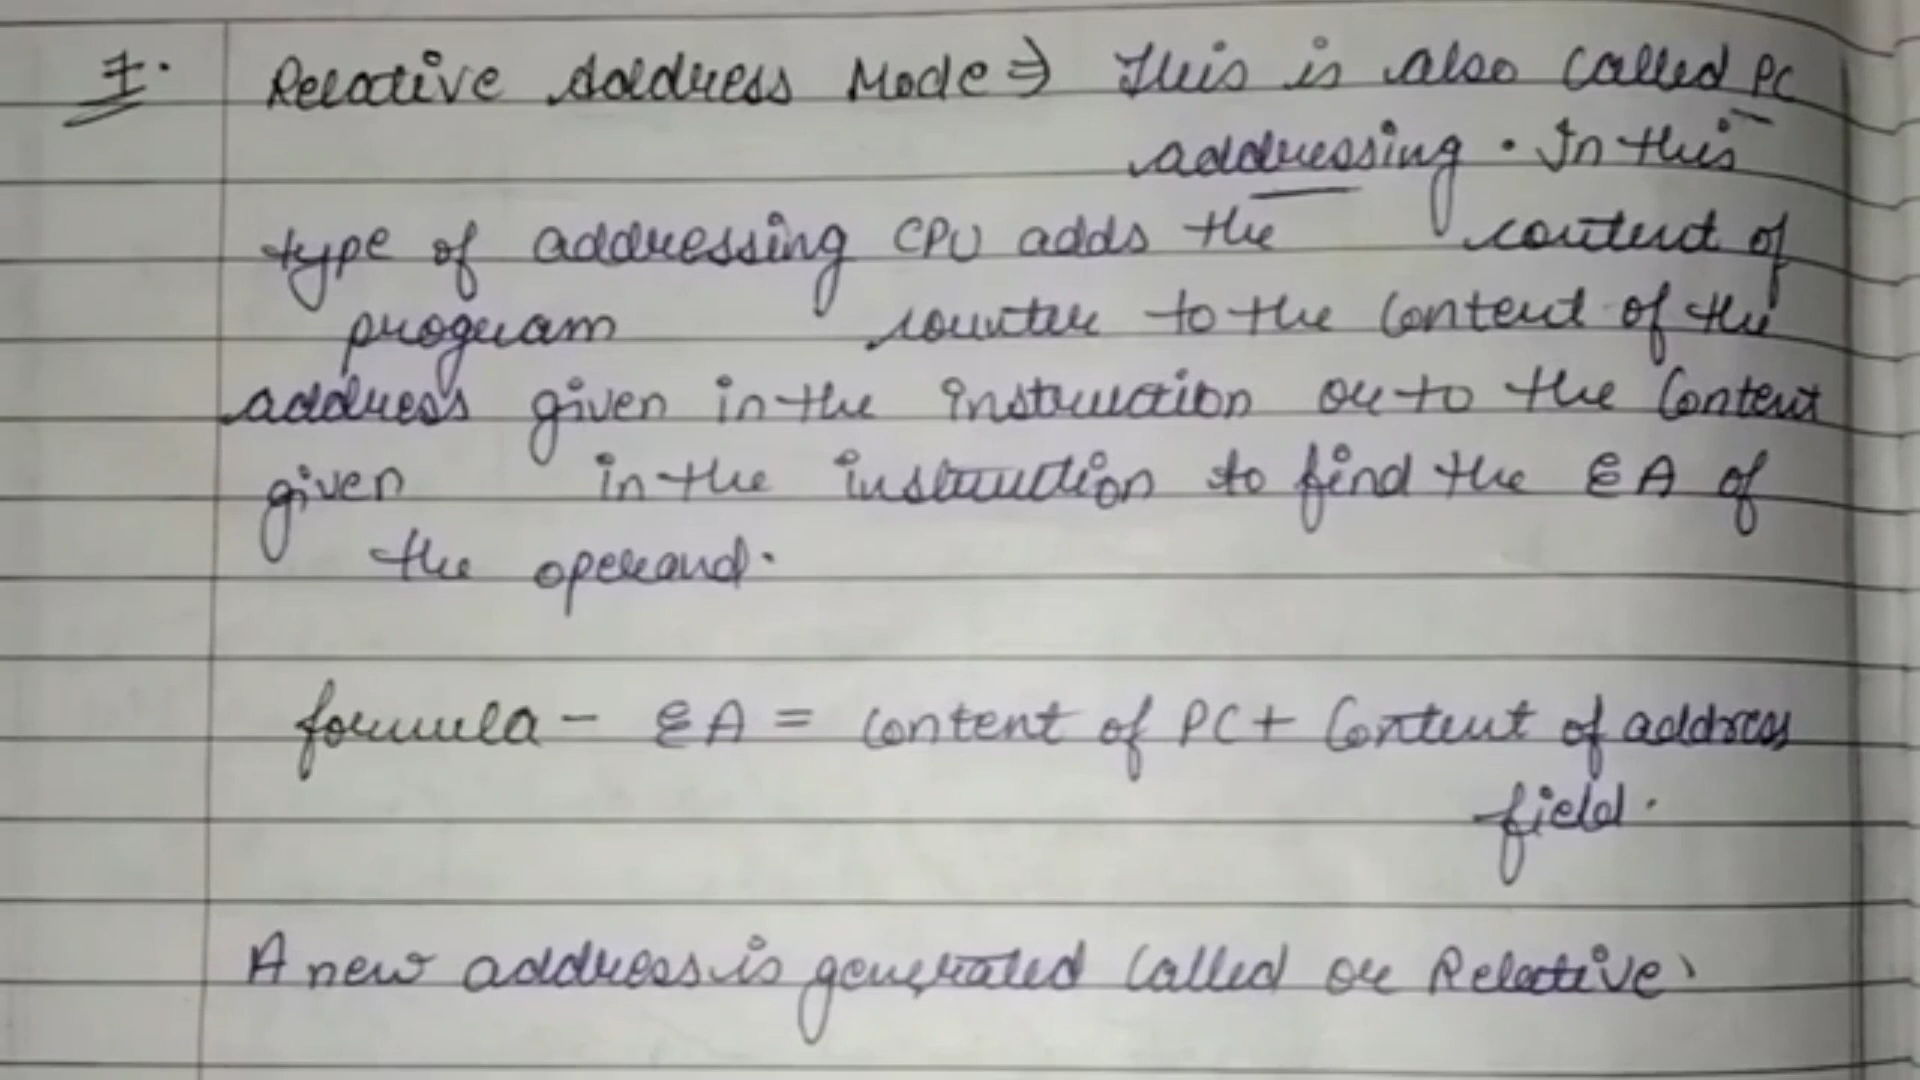 7. Relative Address Mode ⇒ This is also called PC
addressing. In this
type of addressing CPU adds the content of
program counter to the content of the
address given in the instruction or to the content
given in the instruction to find the EA of
the operand.
formula - EA = content of PC + Content of address
field.
A new address is generated called or Relative.